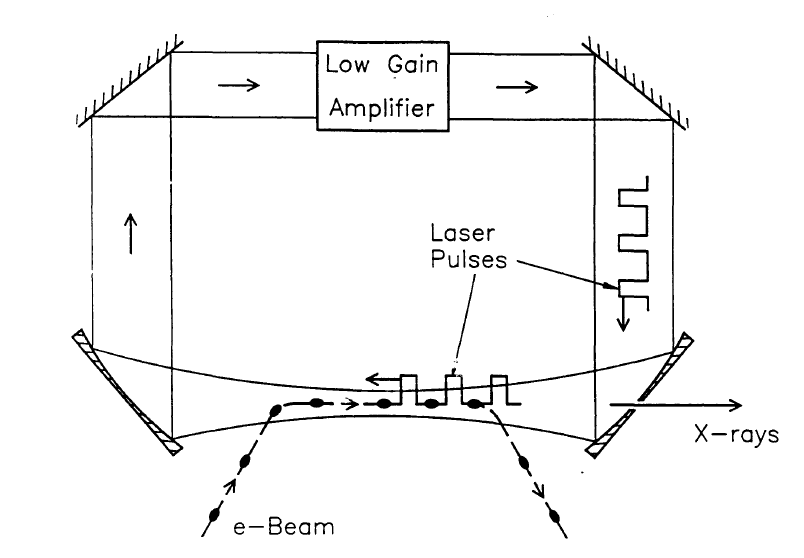 Low Gain
Amplifier
Laser
Pulses
X-rays
e-Beam